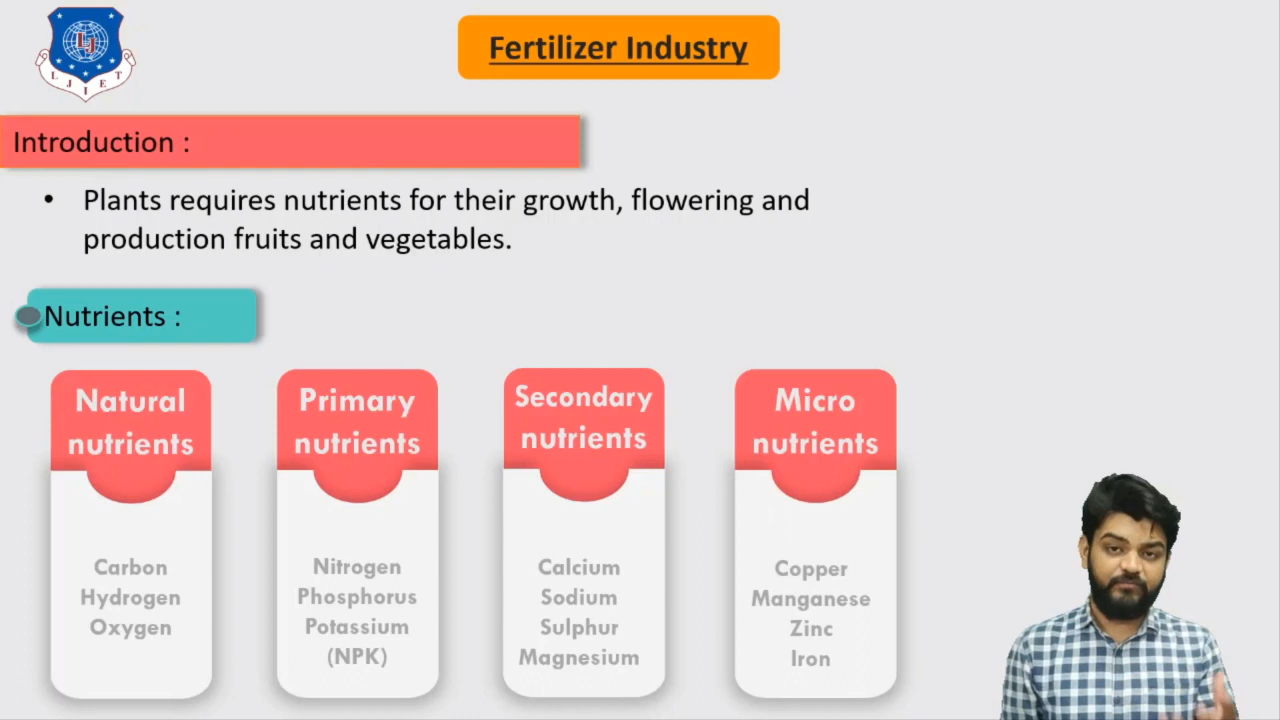 L J I E T
Fertilizer Industry
Introduction :
• Plants requires nutrients for their growth, flowering and
production fruits and vegetables.
Nutrients :
Natural
nutrients
Carbon
Hydrogen
Oxygen
Primary
nutrients
Nitrogen
Phosphorus
Potassium
(NPK)
Secondary
nutrients
Calcium
Sodium
Sulphur
Magnesium
Micro
nutrients
Copper
Manganese
Zinc
Iron